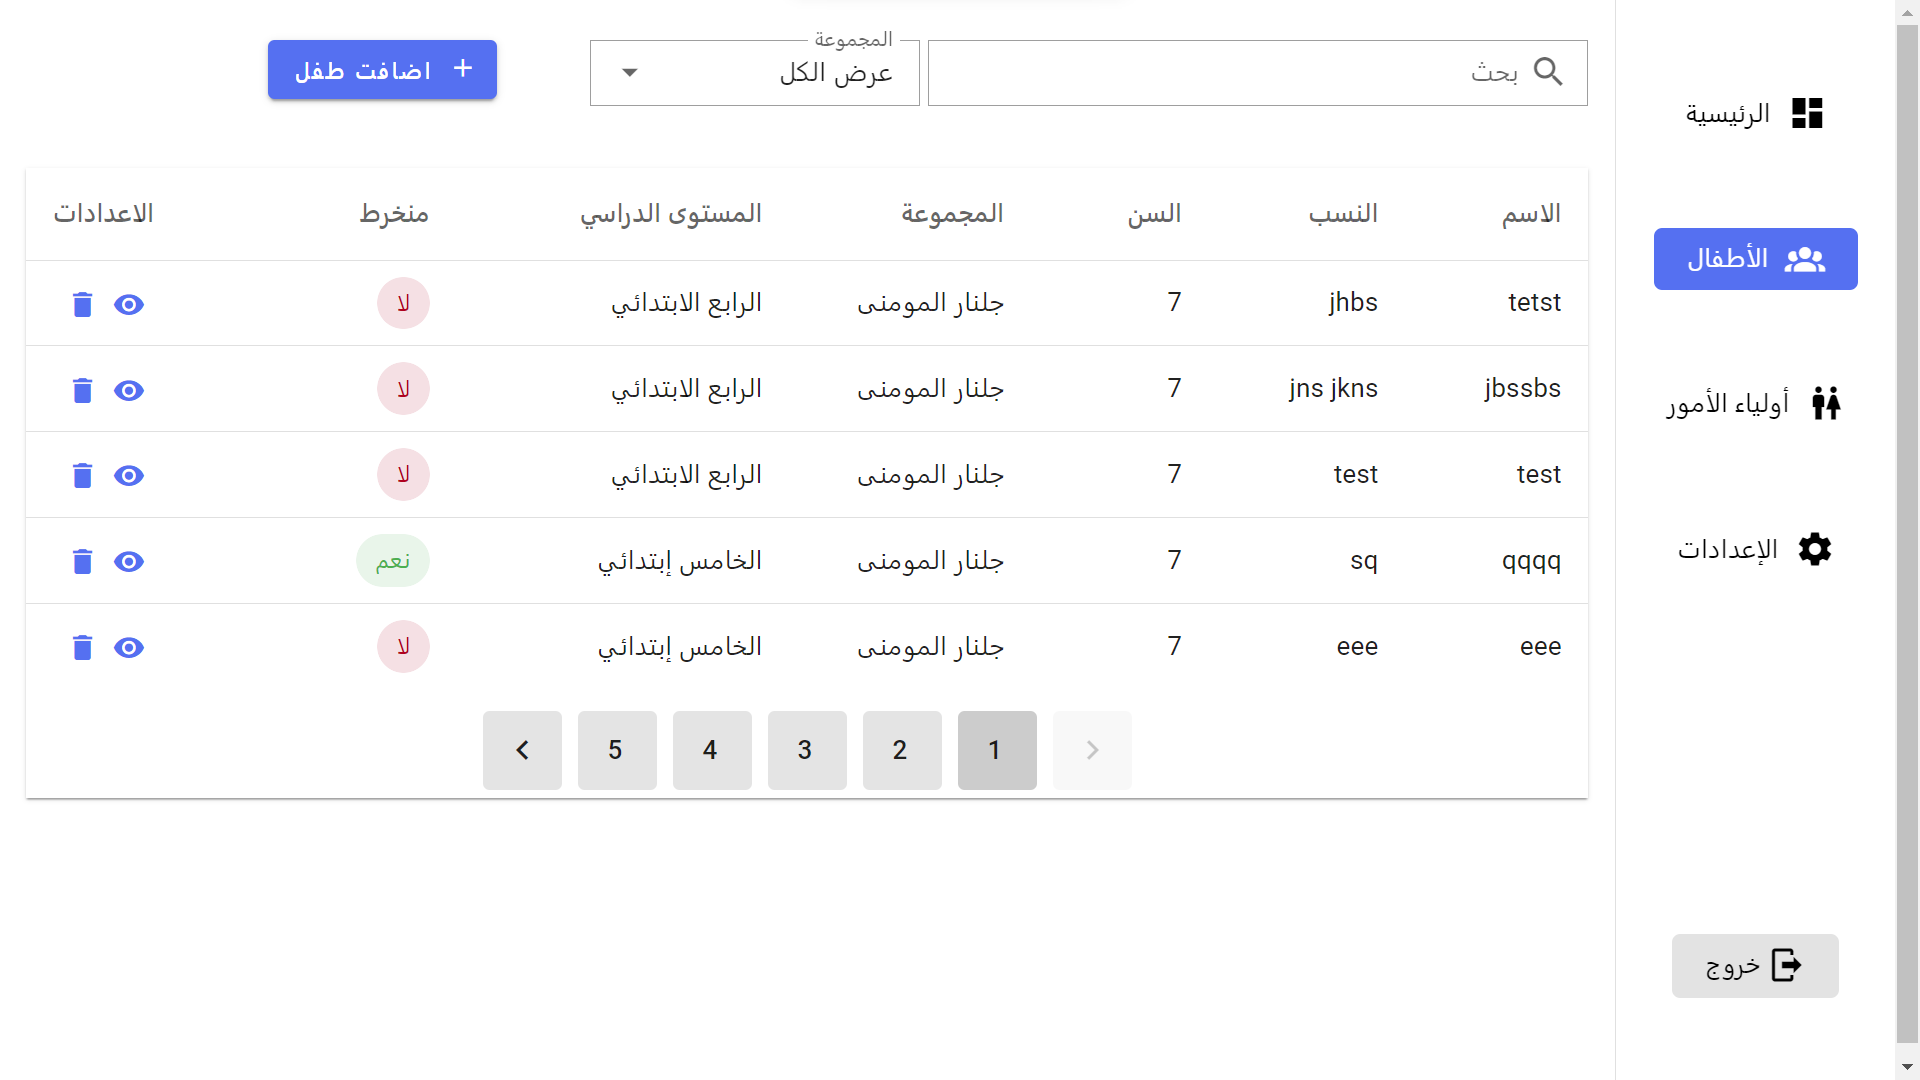 الرئيسية
الأطفال
أولياء الأمور
الإعدادات
خروج
بحث
المجموعة
عرض الكل
اضافت طفل
الاسم النسب السن المجموعة المستوى الدراسي منخرط الاعدادات
tetst jhbs 7 جلنار المومنى الرابع الابتدائي لا
jbssbs jns jkns 7 جلنار المومنى الرابع الابتدائي لا
test test 7 جلنار المومنى الرابع الابتدائي لا
qqqq sq 7 جلنار المومنى الخامس إبتدائي نعم
eee eee 7 جلنار المومنى الخامس إبتدائي لا
1 2 3 4 5